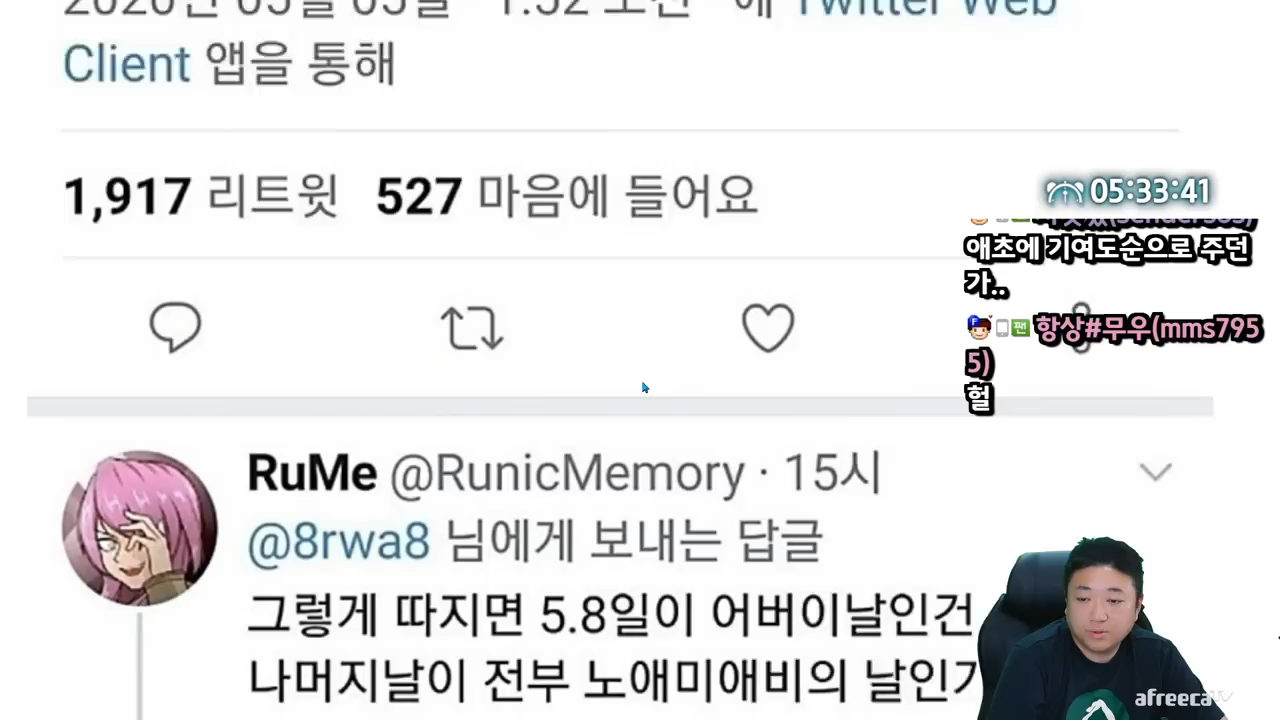 Client 앱을 통해
1,917 리트윗 527 마음에 들어요
05:33:41
애초에 기여도순으로 주던
가..
팬 항상#무우(mms795
5)
헐
RuMe @RunicMemory · 15시
@8rwa8 님에게 보내는 답글
그렇게 따지면 5.8일이 어버이날인건
나머지날이 전부 노애미애비의 날인가
afreecaTV